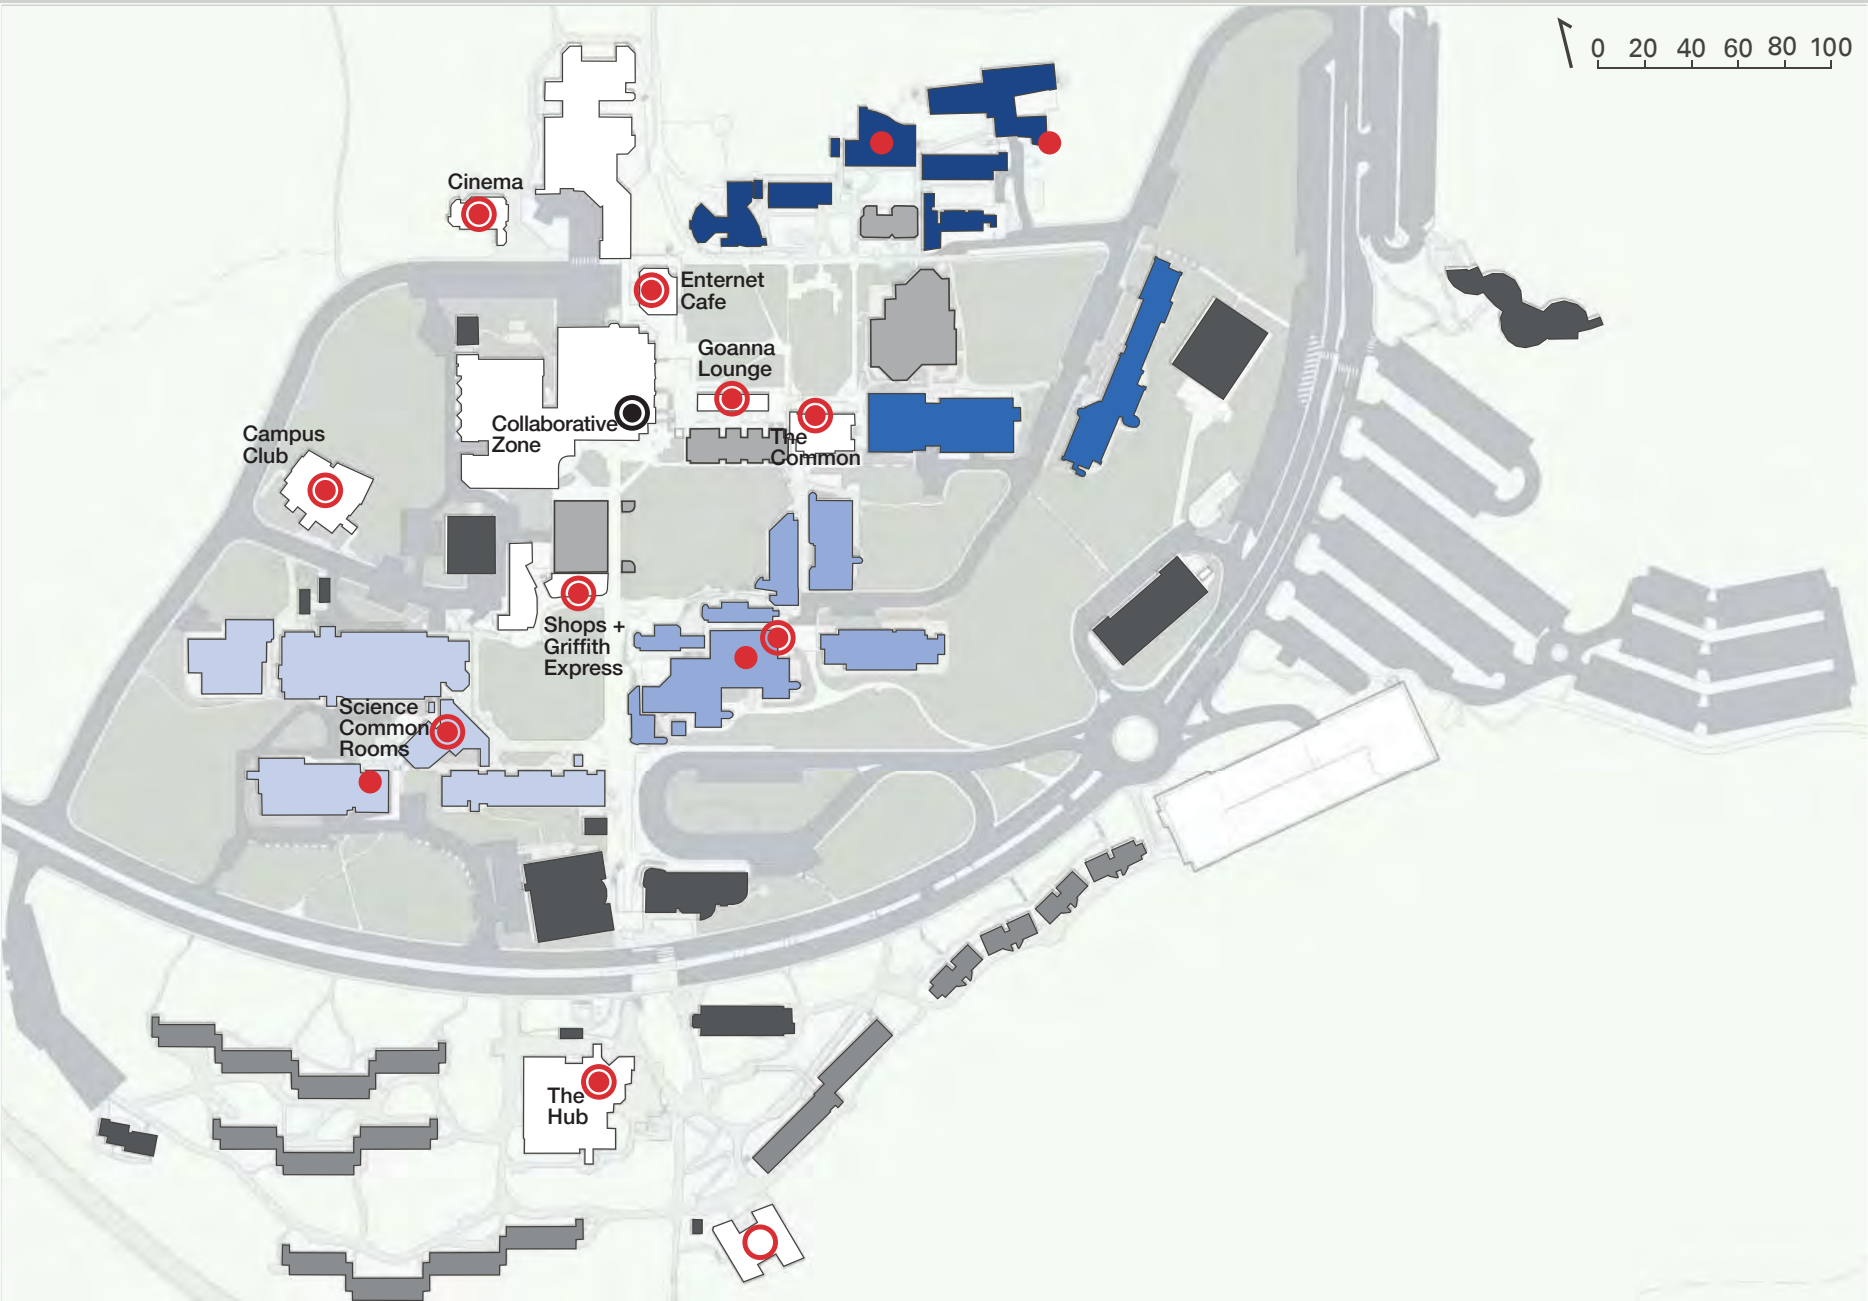 0 20 40 60 80 100
Cinema
Enternet
Cafe
Goanna
Lounge
Collaborative
Zone
The
Common
Campus
Club
Shops +
Griffith
Express
Science
Common
Rooms
The
Hub